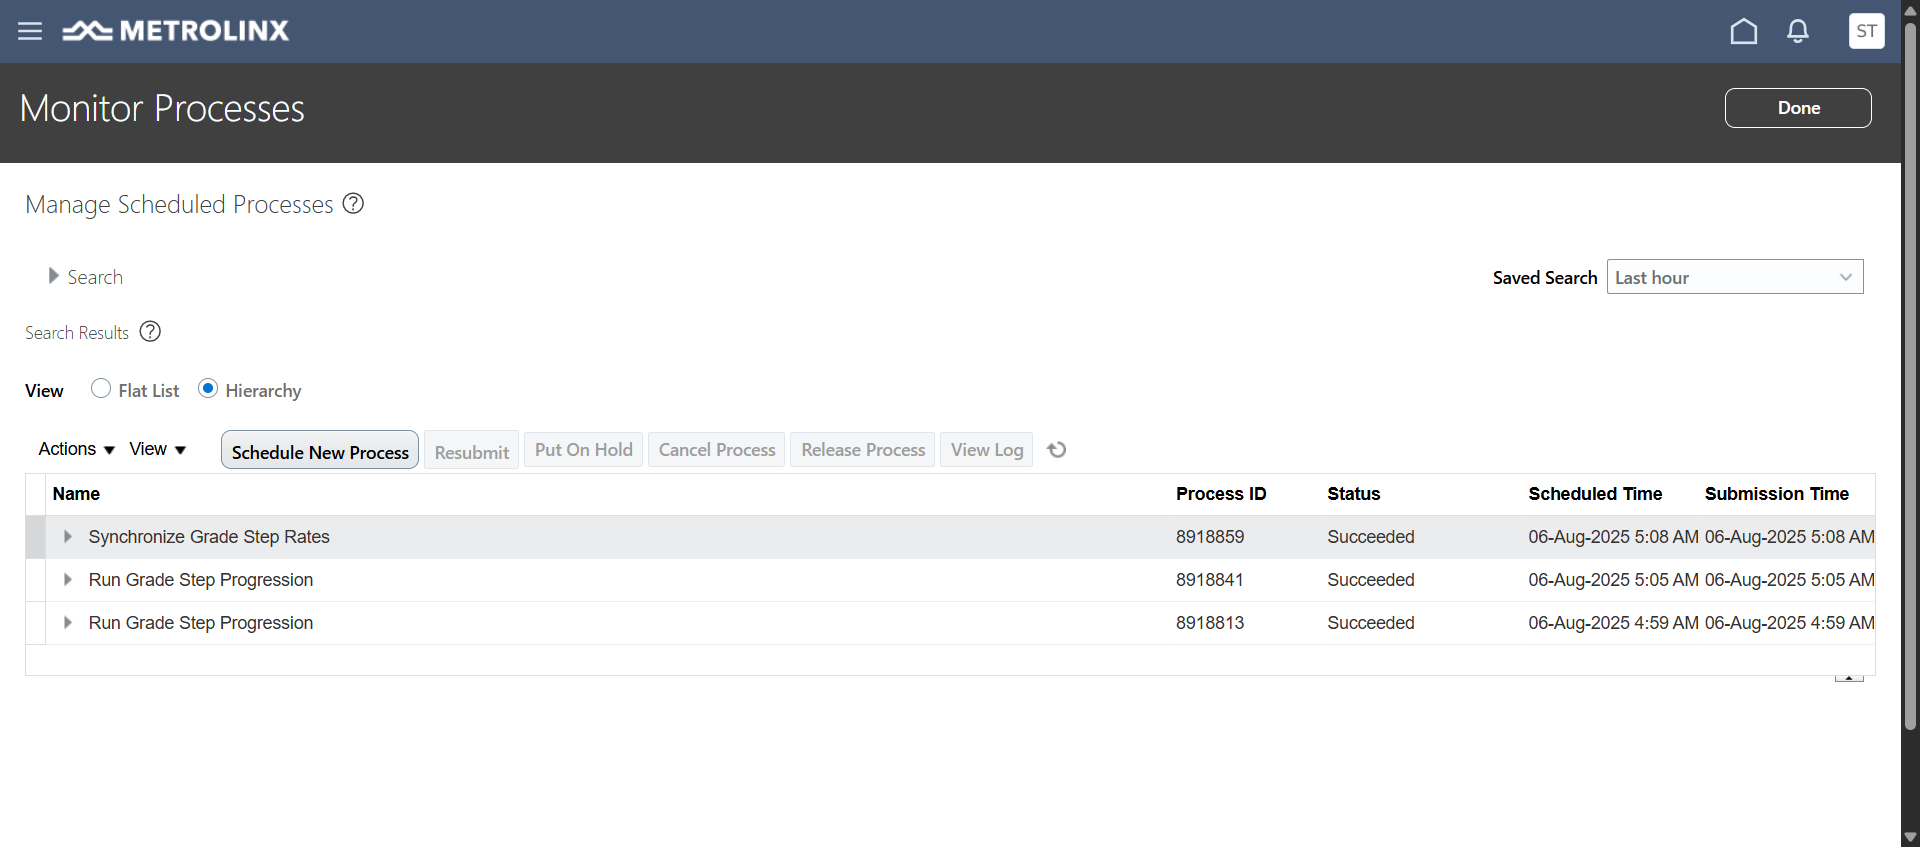 METROLINX
ST
Monitor Processes
Done
Manage Scheduled Processes ?
Search
Saved Search Last hour
Search Results ?
View Flat List Hierarchy
Actions View Schedule New Process Resubmit Put On Hold Cancel Process Release Process View Log
Name Process ID Status Scheduled Time Submission Time
Synchronize Grade Step Rates 8918859 Succeeded 06-Aug-2025 5:08 AM 06-Aug-2025 5:08 AM
Run Grade Step Progression 8918841 Succeeded 06-Aug-2025 5:05 AM 06-Aug-2025 5:05 AM
Run Grade Step Progression 8918813 Succeeded 06-Aug-2025 4:59 AM 06-Aug-2025 4:59 AM